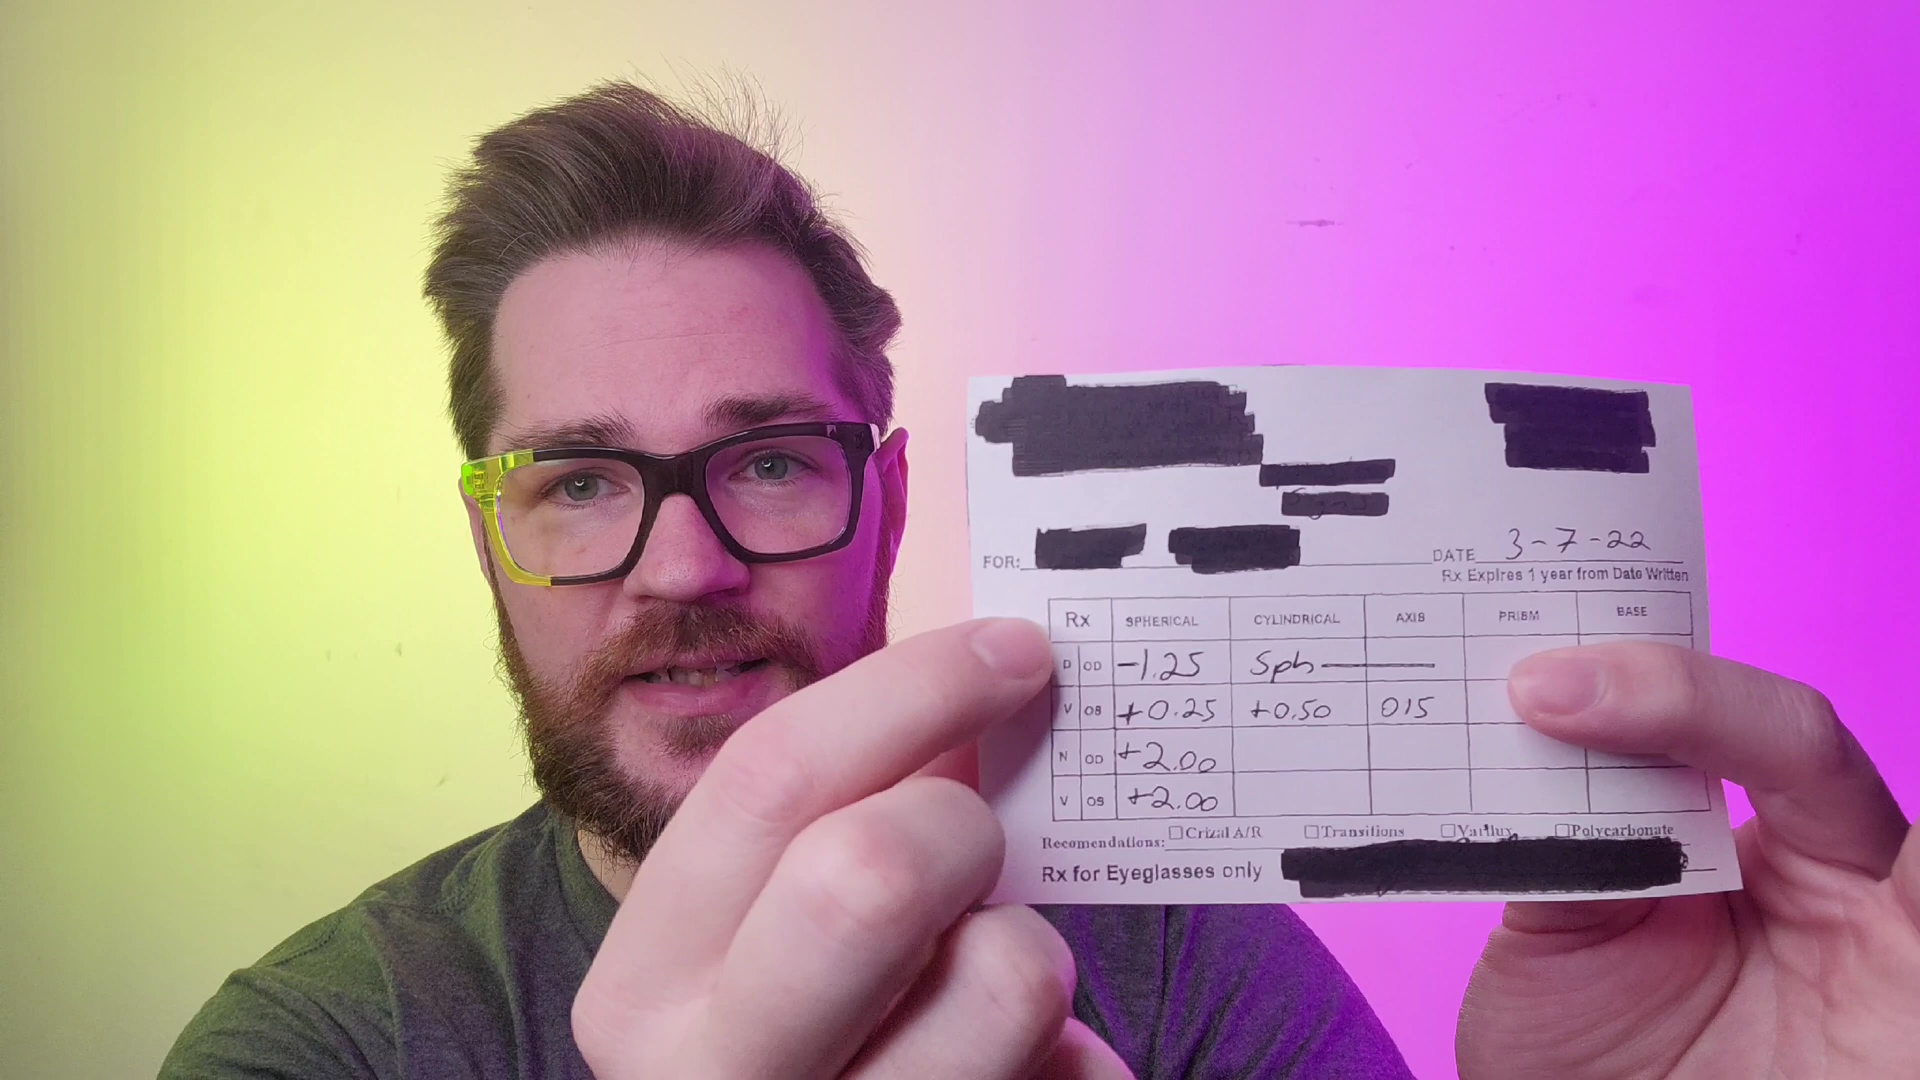 FOR: DATE 3-7-22
Rx Expires 1 year from Date Written
Rx SPHERICAL CYLINDRICAL AXIS PRISM BASE
D OD -1.25 Sph
V OS +0.25 +0.50 015
N OD +2.00
V OS +2.00
Recomendations: Crizal A/R Transitions Varilux Polycarbonate
Rx for Eyeglasses only